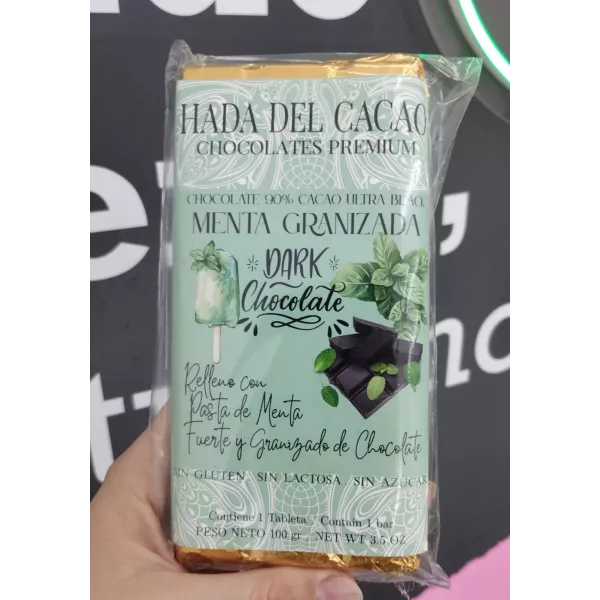 HADA DEL CACAO
CHOCOLATES PREMIUM
CHOCOLATE 90% CACAO ULTRA BLACK
MENTA GRANIZADA
DARK
Chocolate
Relleno con
Pasta de Menta
Fuerte y Granizado de Chocolate
SIN GLUTEN SIN LACTOSA SIN AZUCAR
Contiene 1 Tableta / Contain 1 bar
PESO NETO 100 gr NET WT 3.5 OZ